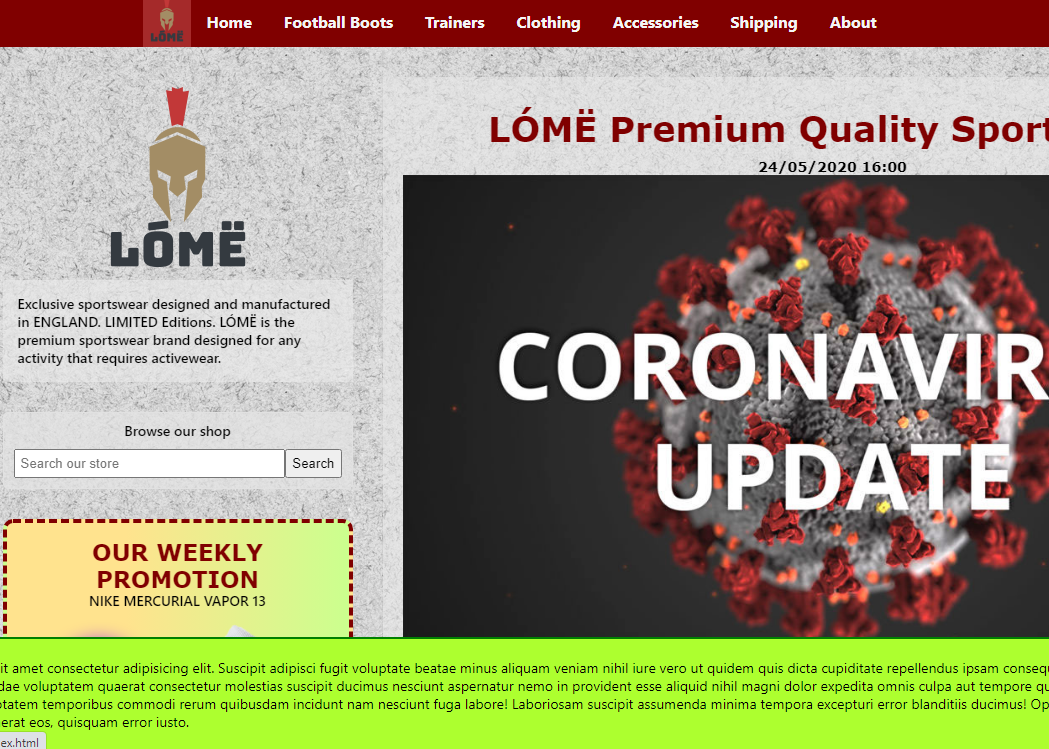 LÓMË
Home
Football Boots
Trainers
Clothing
Accessories
Shipping
About
LÓMË
Exclusive sportswear designed and manufactured
in ENGLAND. LIMITED Editions. LÓMË is the
premium sportswear brand designed for any
activity that requires activewear.
Browse our shop
Search our store
Search
OUR WEEKLY
PROMOTION
NIKE MERCURIAL VAPOR 13
LÓMË Premium Quality Sport
24/05/2020 16:00
CORONAVIR
UPDATE
it amet consectetur adipisicing elit. Suscipit adipisci fugit voluptate beatae minus aliquam veniam nihil iure vero ut quidem quis dicta cupiditate repellendus ipsam consequ
dae voluptatem quaerat consectetur molestias suscipit ducimus nesciunt aspernatur nemo in provident esse aliquid nihil magni dolor expedita omnis culpa aut tempore qu
ptatem temporibus commodi rerum quibusdam incidunt nam nesciunt fuga labore! Laboriosam suscipit assumenda minima tempora excepturi error blanditiis ducimus! Op
erat eos, quisquam error iusto.
ex.html